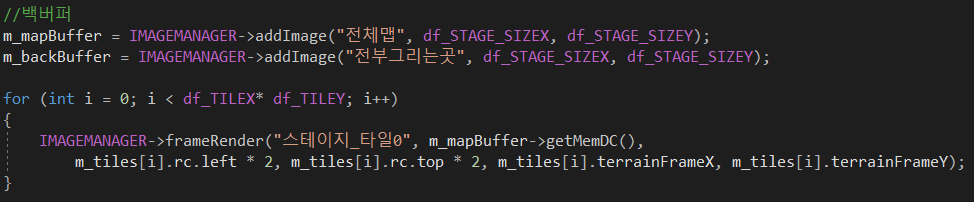 //백버퍼
m_mapBuffer = IMAGEMANAGER->addImage("전체맵", df_STAGE_SIZEX, df_STAGE_SIZEY);
m_backBuffer = IMAGEMANAGER->addImage("전부그리는곳", df_STAGE_SIZEX, df_STAGE_SIZEY);
for (int i = 0; i < df_TILEX* df_TILEY; i++)
{
IMAGEMANAGER->frameRender("스테이지_타일0", m_mapBuffer->getMemDC(),
m_tiles[i].rc.left * 2, m_tiles[i].rc.top * 2, m_tiles[i].terrainFrameX, m_tiles[i].terrainFrameY);
}